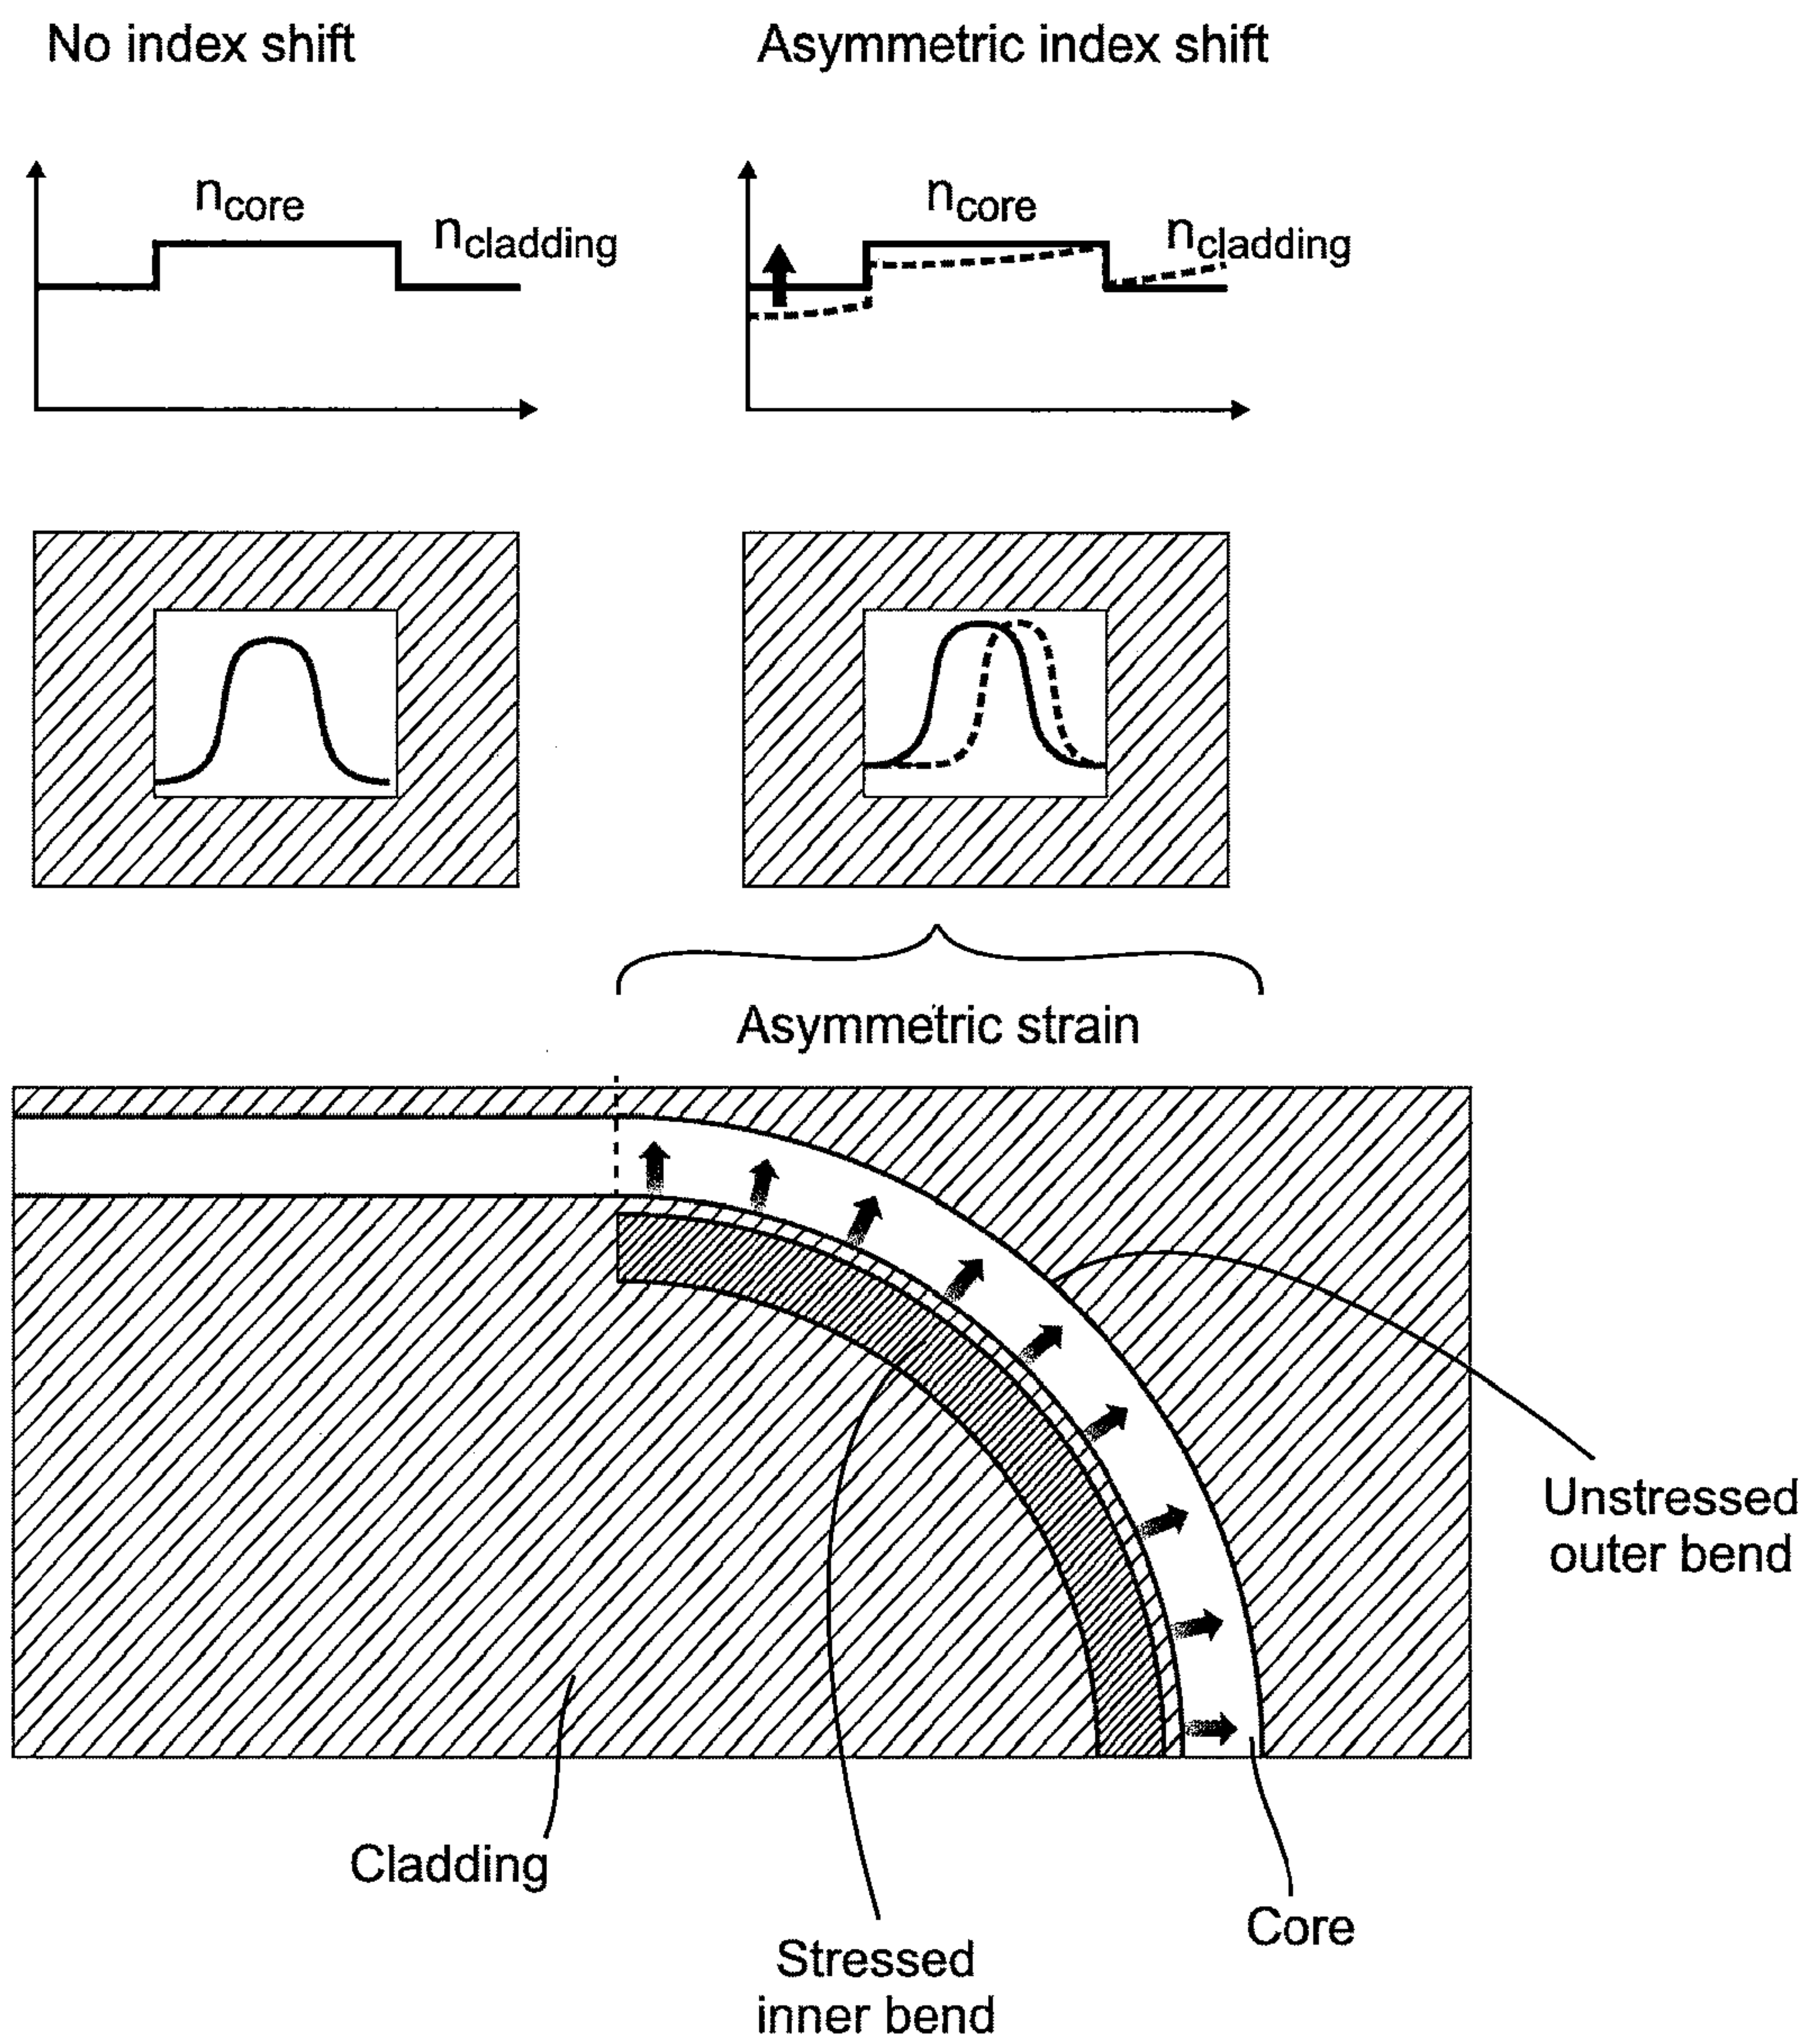 No index shift
Asymmetric index shift
ncore
ncladding
ncore
ncladding
Asymmetric strain
Unstressed
outer bend
Cladding
Core
Stressed
inner bend